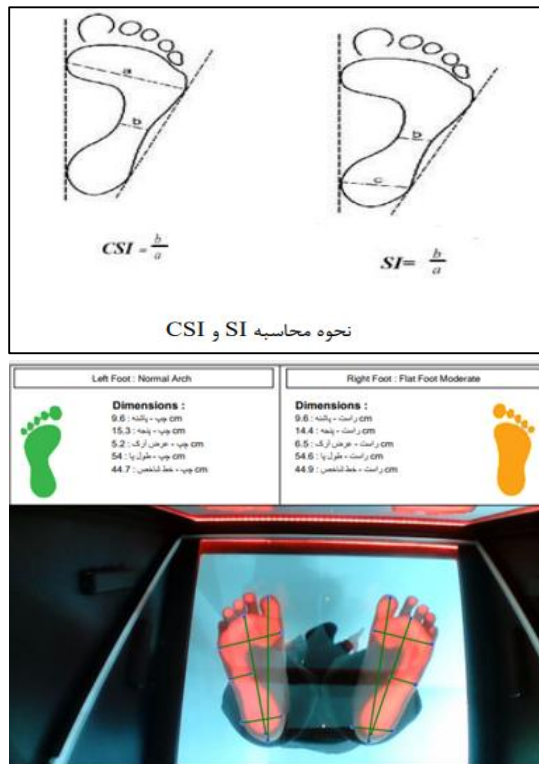 a
b
b
c
CSI = b/a
SI= b/a
نحوه محاسبه SI و CSI
Left Foot : Normal Arch
Right Foot : Flat Foot Moderate
Dimensions :
9.6 : چپ - پاشنه cm
15.3 : چپ - پنجه cm
5.2 : چپ - عرض ارک cm
54 : چپ - طول پا cm
44.7 : چپ - خط شاخص cm
Dimensions :
9.6 : راست - پاشنه cm
14.4 : راست - پنجه cm
6.5 : راست - عرض ارک cm
54.6 : راست - طول پا cm
44.9 : راست - خط شاخص cm